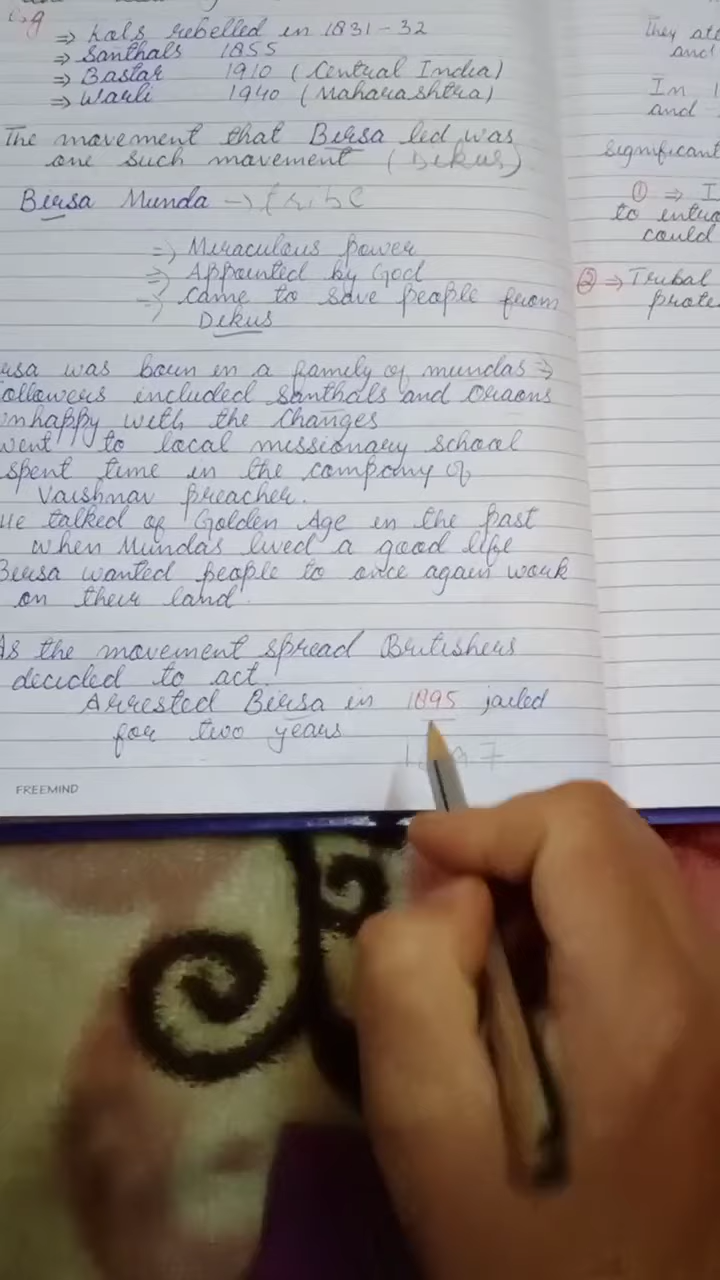 e.g
⇒ Kols rebelled in 1831-32
⇒ Santhals 1855
⇒ Bastar 1910 (Central India)
⇒ Warli 1940 (Maharashtra)
The movement that Birsa led was
one such movement (Dikus)
Birsa Munda → tribe
⇒ Miraculous power
⇒ Appointed by God
⇒ Came to save people from
Dikus
was born in a family of mundas ⇒
followers included Santhals and Oraons
unhappy with the changes
went to local missionary school
spent time in the company of
Vaishnav preacher.
He talked of Golden Age in the past
when Mundas lived a good life
Birsa wanted people to once again work
on their land.
As the movement spread Britishers
decided to act.
Arrested Birsa in 1895 jailed
for two years
FREEMIND
They
and
In 1
and
significant
① ⇒ I
to
could
② ⇒ Tribal
prote